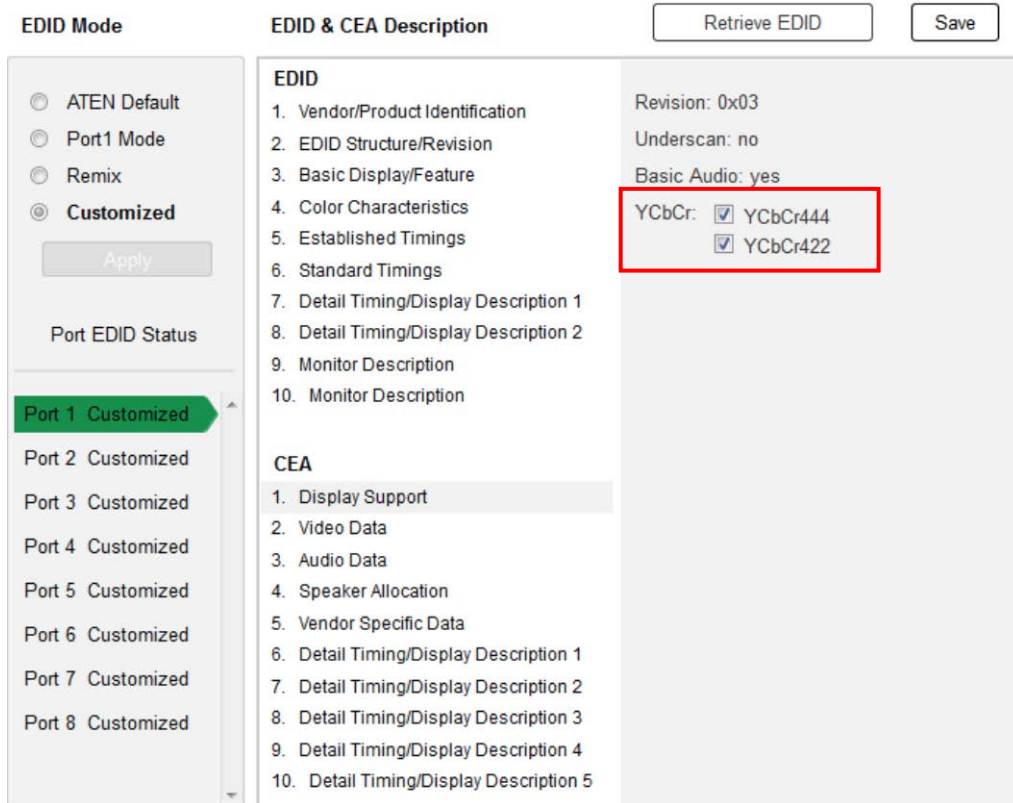 EDID Mode
EDID & CEA Description
Retrieve EDID
Save
ATEN Default
Port1 Mode
Remix
Customized
Apply
Port EDID Status
Port 1 Customized
Port 2 Customized
Port 3 Customized
Port 4 Customized
Port 5 Customized
Port 6 Customized
Port 7 Customized
Port 8 Customized
EDID
1. Vendor/Product Identification
2. EDID Structure/Revision
3. Basic Display/Feature
4. Color Characteristics
5. Established Timings
6. Standard Timings
7. Detail Timing/Display Description 1
8. Detail Timing/Display Description 2
9. Monitor Description
10. Monitor Description
CEA
1. Display Support
2. Video Data
3. Audio Data
4. Speaker Allocation
5. Vendor Specific Data
6. Detail Timing/Display Description 1
7. Detail Timing/Display Description 2
8. Detail Timing/Display Description 3
9. Detail Timing/Display Description 4
10. Detail Timing/Display Description 5
Revision: 0x03
Underscan: no
Basic Audio: yes
YCbCr: YCbCr444
YCbCr422